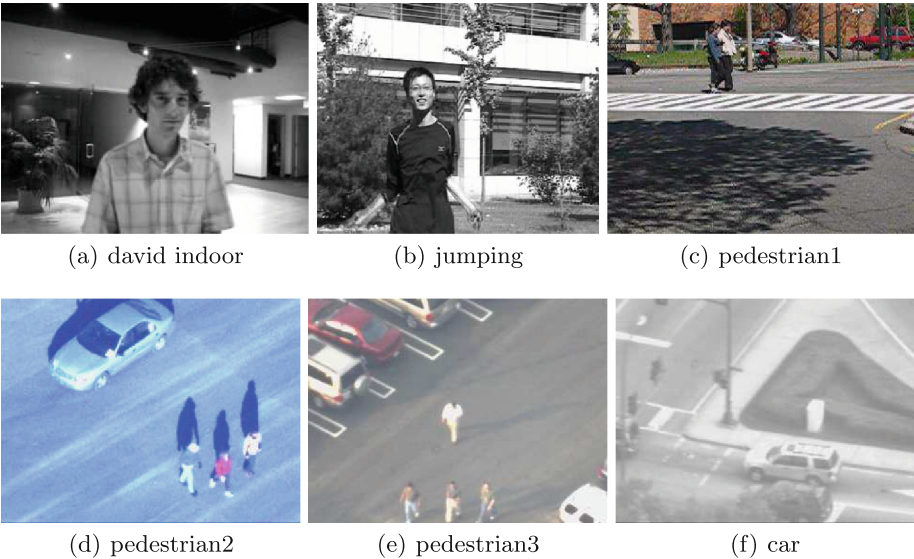 (a) david indoor
(b) jumping
(c) pedestrian1
(d) pedestrian2
(e) pedestrian3
(f) car